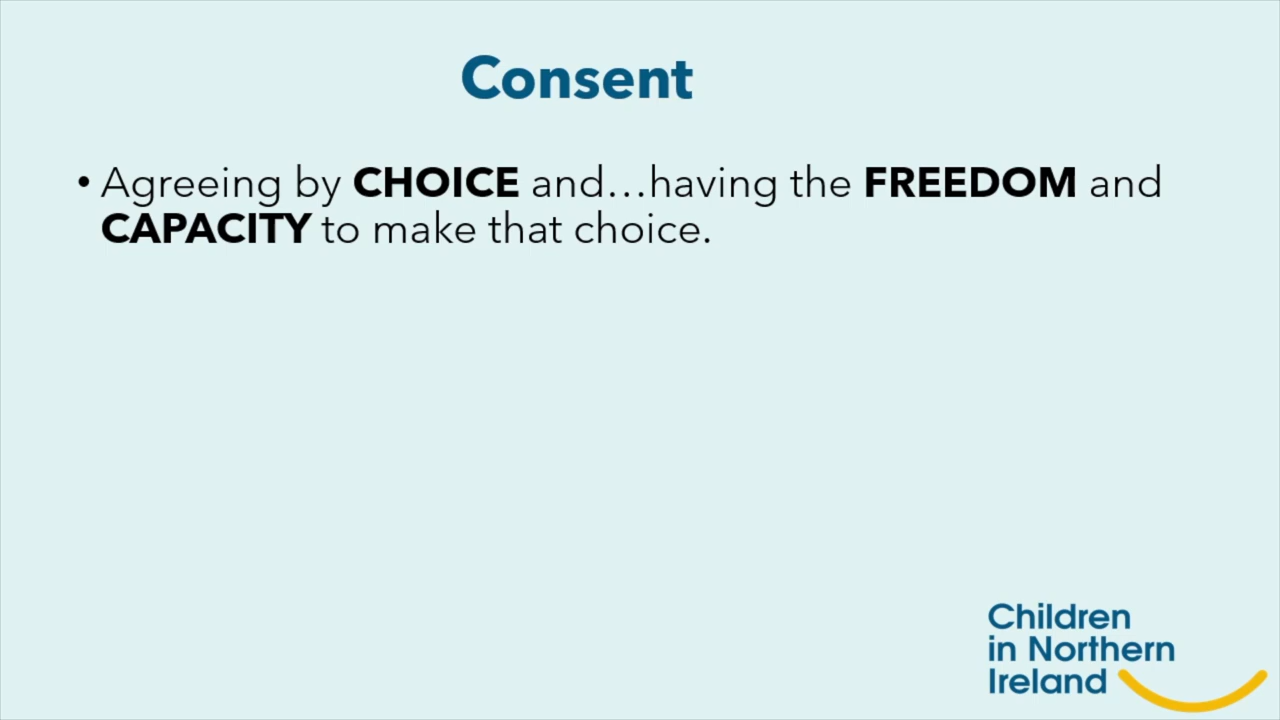 Consent
• Agreeing by CHOICE and…having the FREEDOM and
CAPACITY to make that choice.
Children
in Northern
Ireland